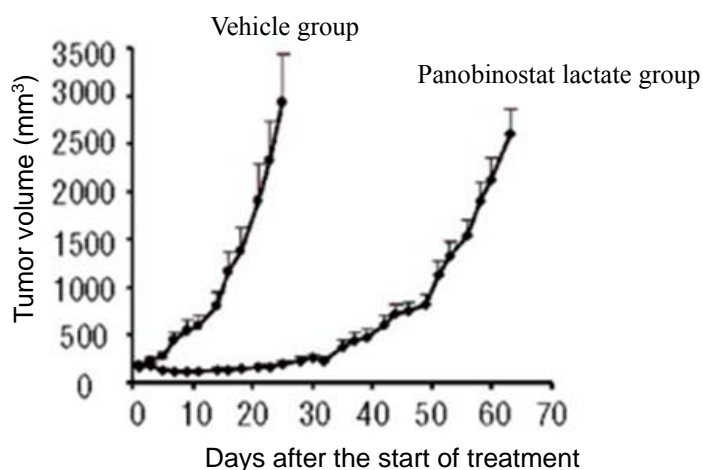 Vehicle group
Panobinostat lactate group
Tumor volume (mm³)
3500
3000
2500
2000
1500
1000
500
0
0 10 20 30 40 50 60 70
Days after the start of treatment